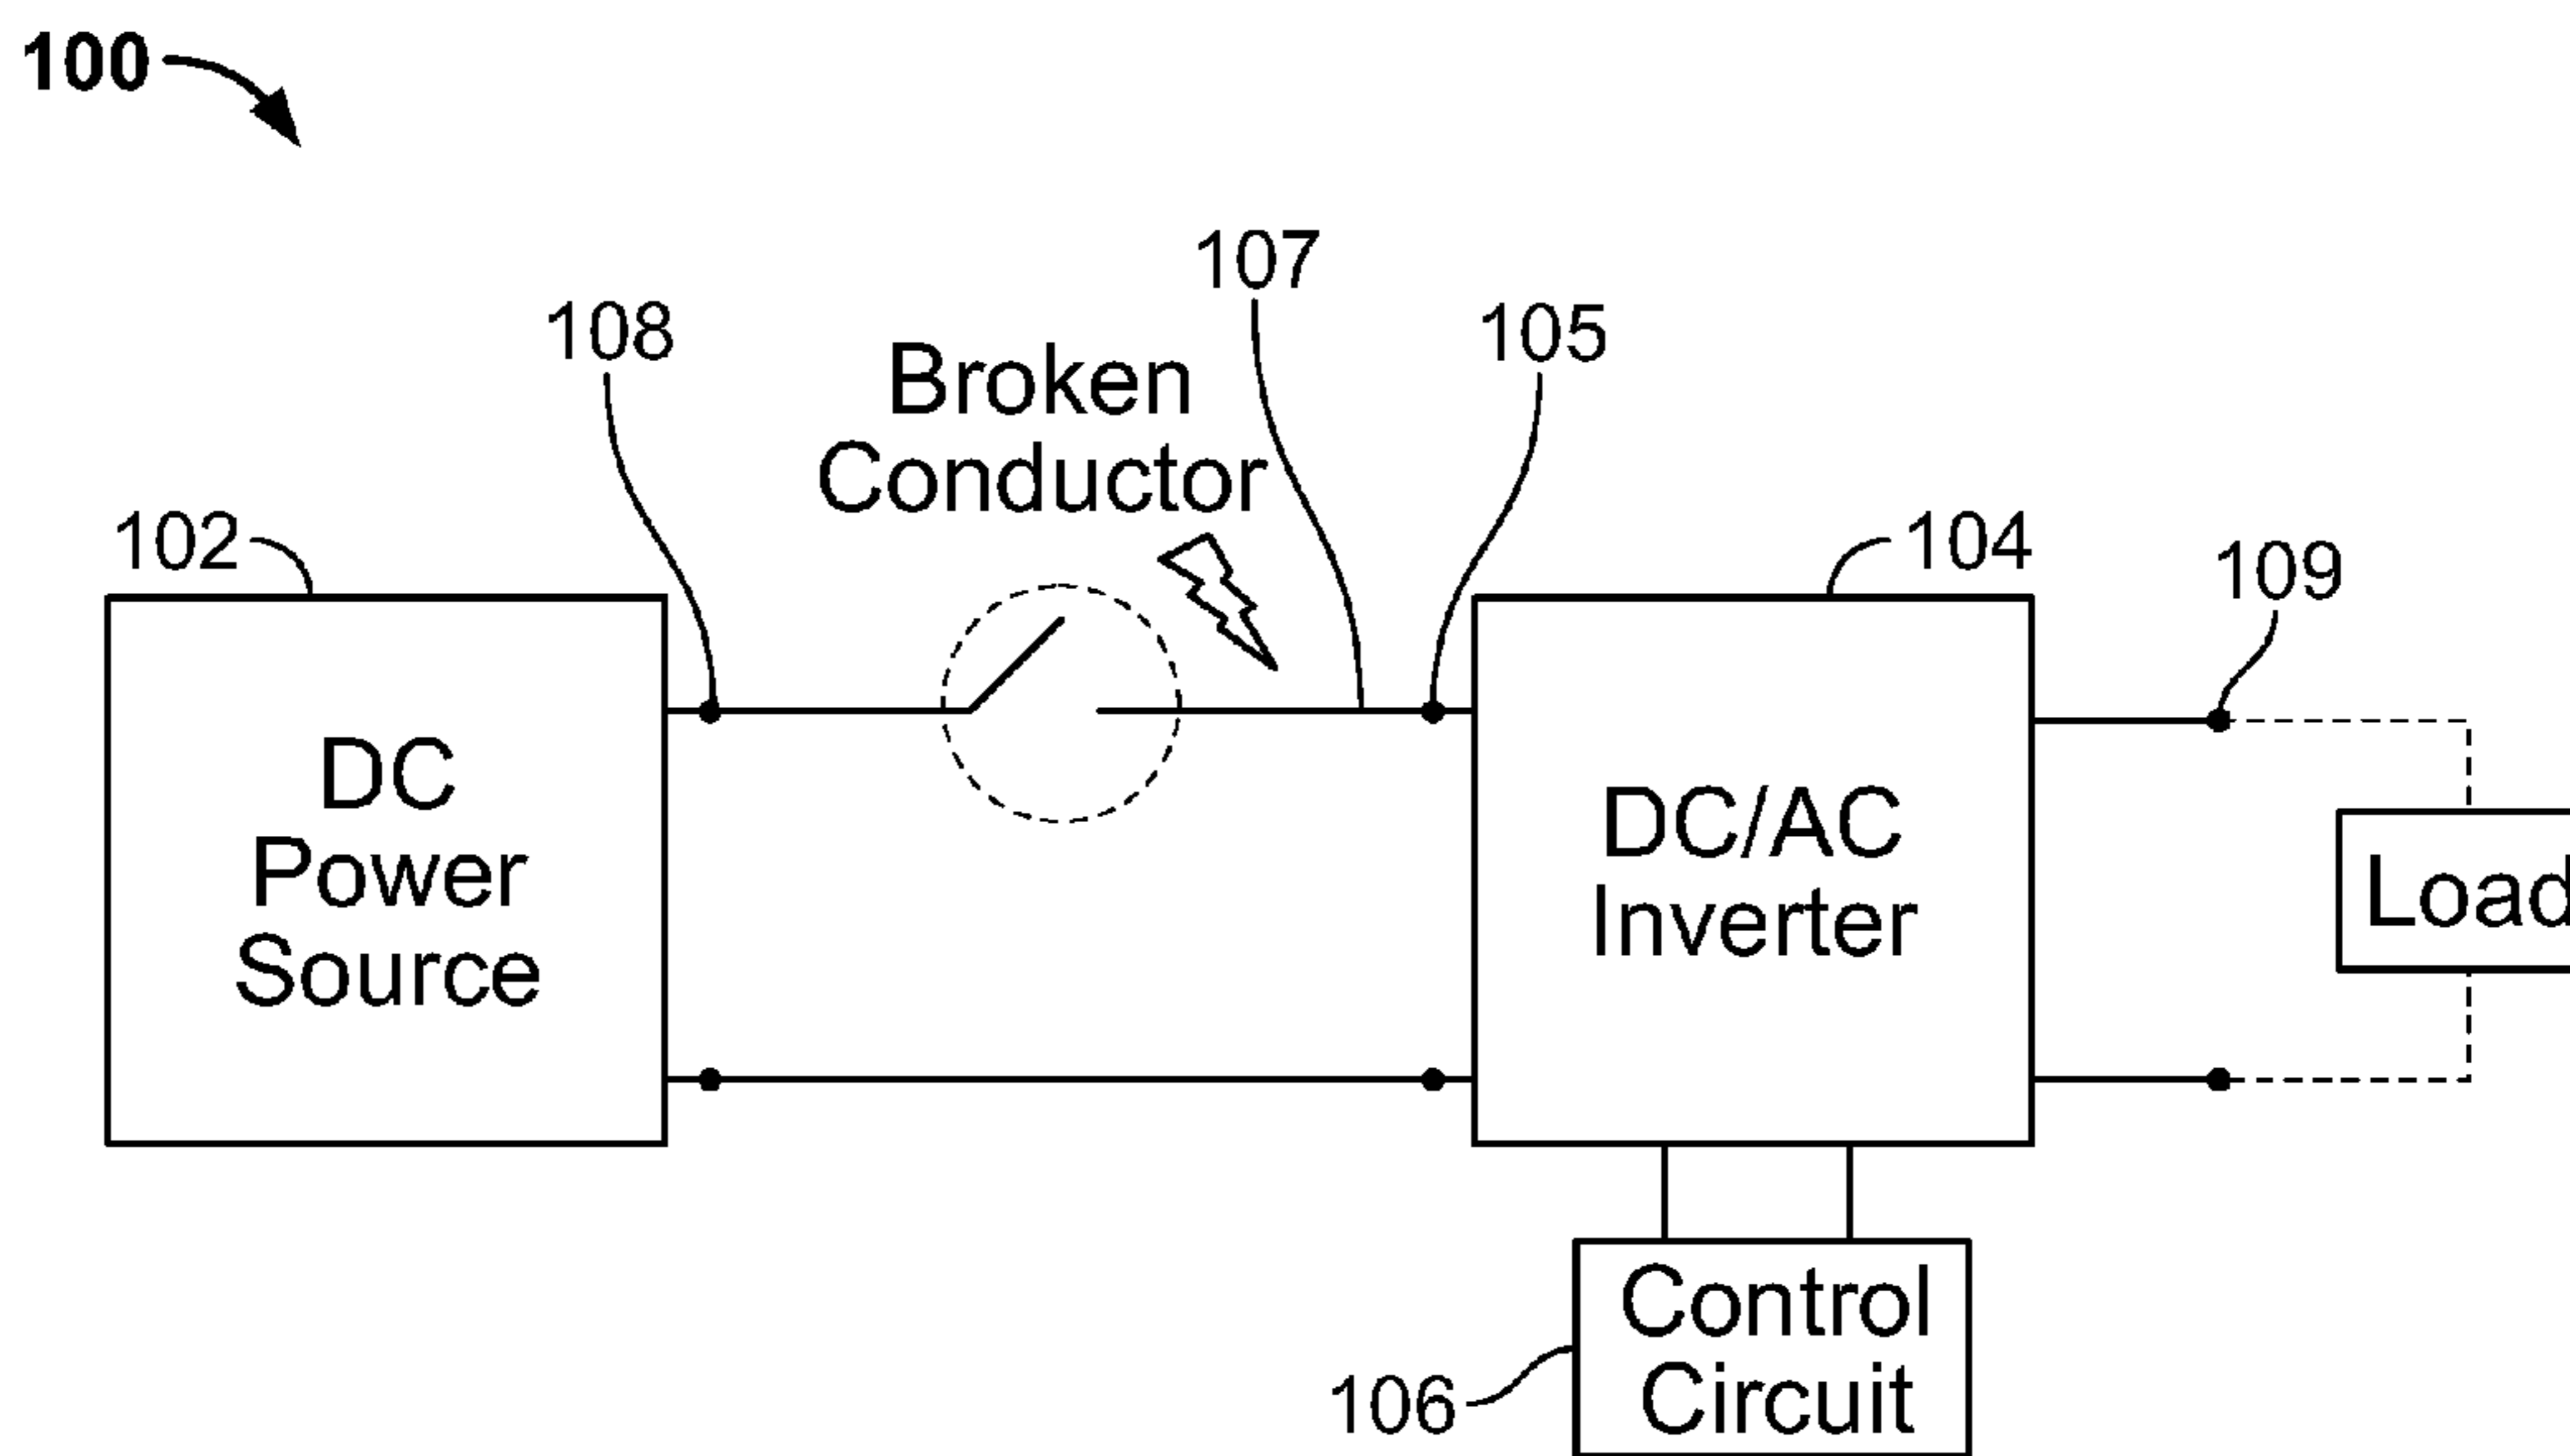 100
107
108
105
Broken
Conductor
102
104
109
DC
Power
Source
DC/AC
Inverter
Load
Control
Circuit
106